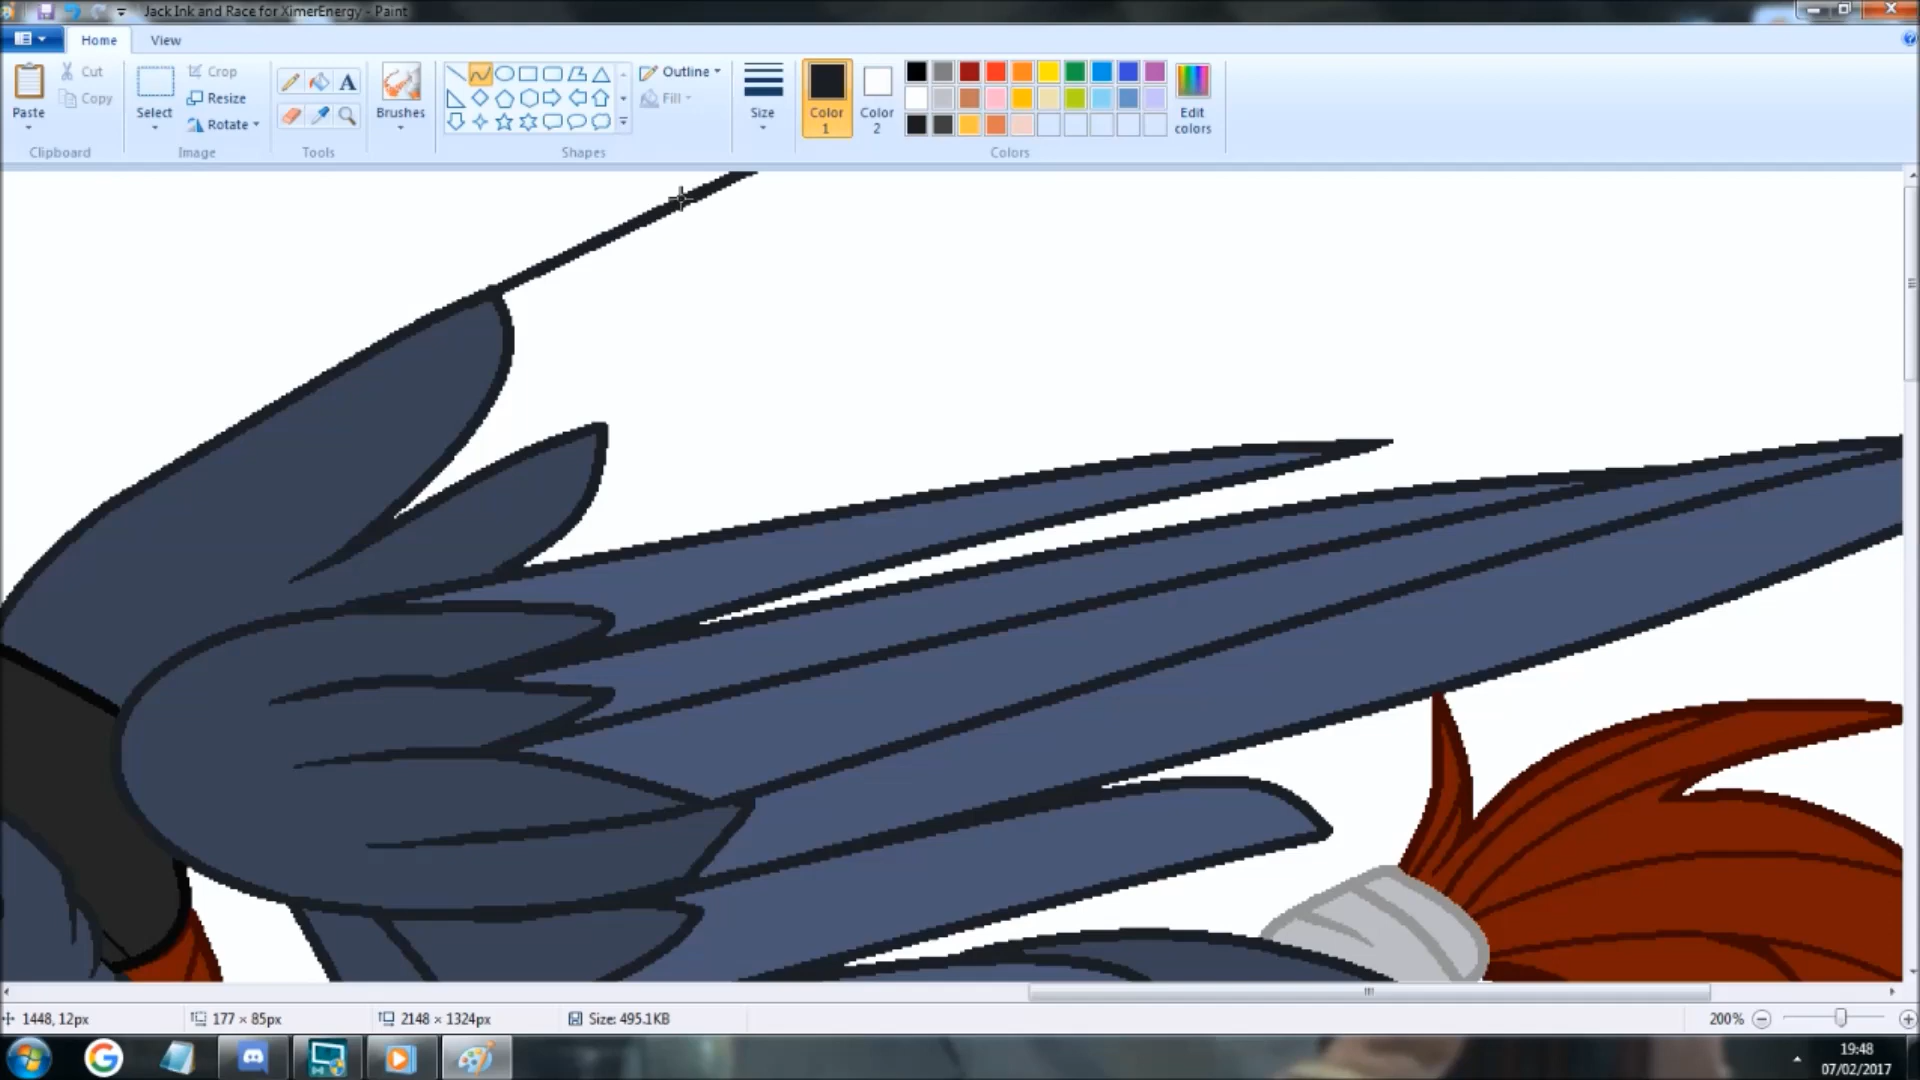 Jack Ink and Race for XimerEnergy - Paint
Home View
Paste
Cut
Copy
Clipboard
Select
Crop
Resize
Rotate
Image
A
Tools
Brushes
Shapes
Outline
Fill
Size
Color 1
Color 2
Edit colors
Colors
1448, 12px
177 × 85px
2148 × 1324px
Size: 495.1KB
200%
G
19:48
07/02/2017